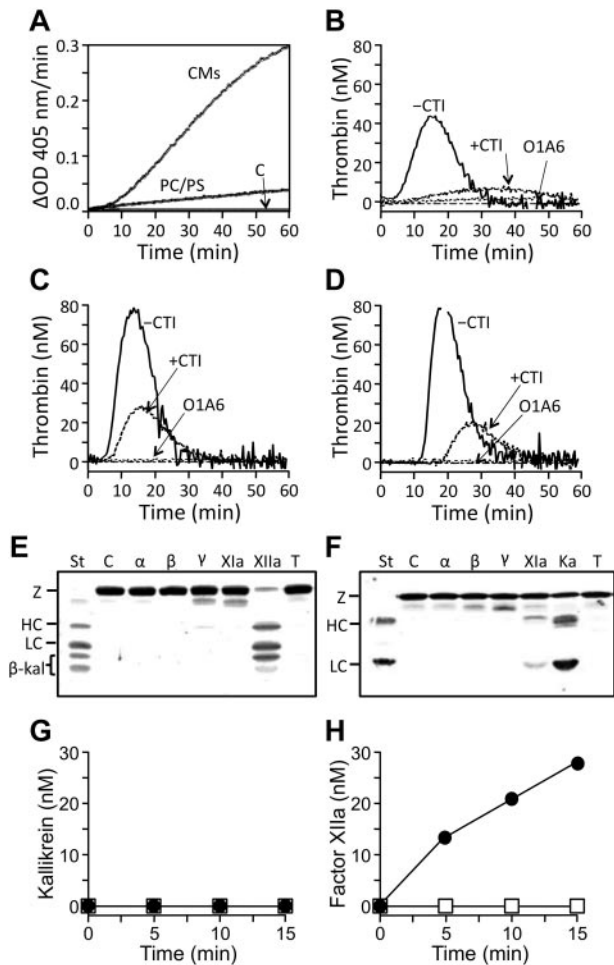 A
ΔOD 405 nm/min
0.3
0.2
0.1
0.0
CMs
PC/PS
C
0 10 20 30 40 50 60
Time (min)
B
Thrombin (nM)
80
60
40
20
0
−CTI
+CTI
O1A6
0 10 20 30 40 50 60
Time (min)
C
Thrombin (nM)
80
60
40
20
0
−CTI
+CTI
O1A6
0 10 20 30 40 50 60
Time (min)
D
Thrombin (nM)
80
60
40
20
0
−CTI
+CTI
O1A6
0 10 20 30 40 50 60
Time (min)
E
St C α β γ XIa XIIa T
Z
HC
LC
β-kal
F
St C α β γ XIa Ka T
Z
HC
LC
G
Kallikrein (nM)
30
20
10
0
0 5 10 15
Time (min)
H
Factor XIIa (nM)
30
20
10
0
0 5 10 15
Time (min)